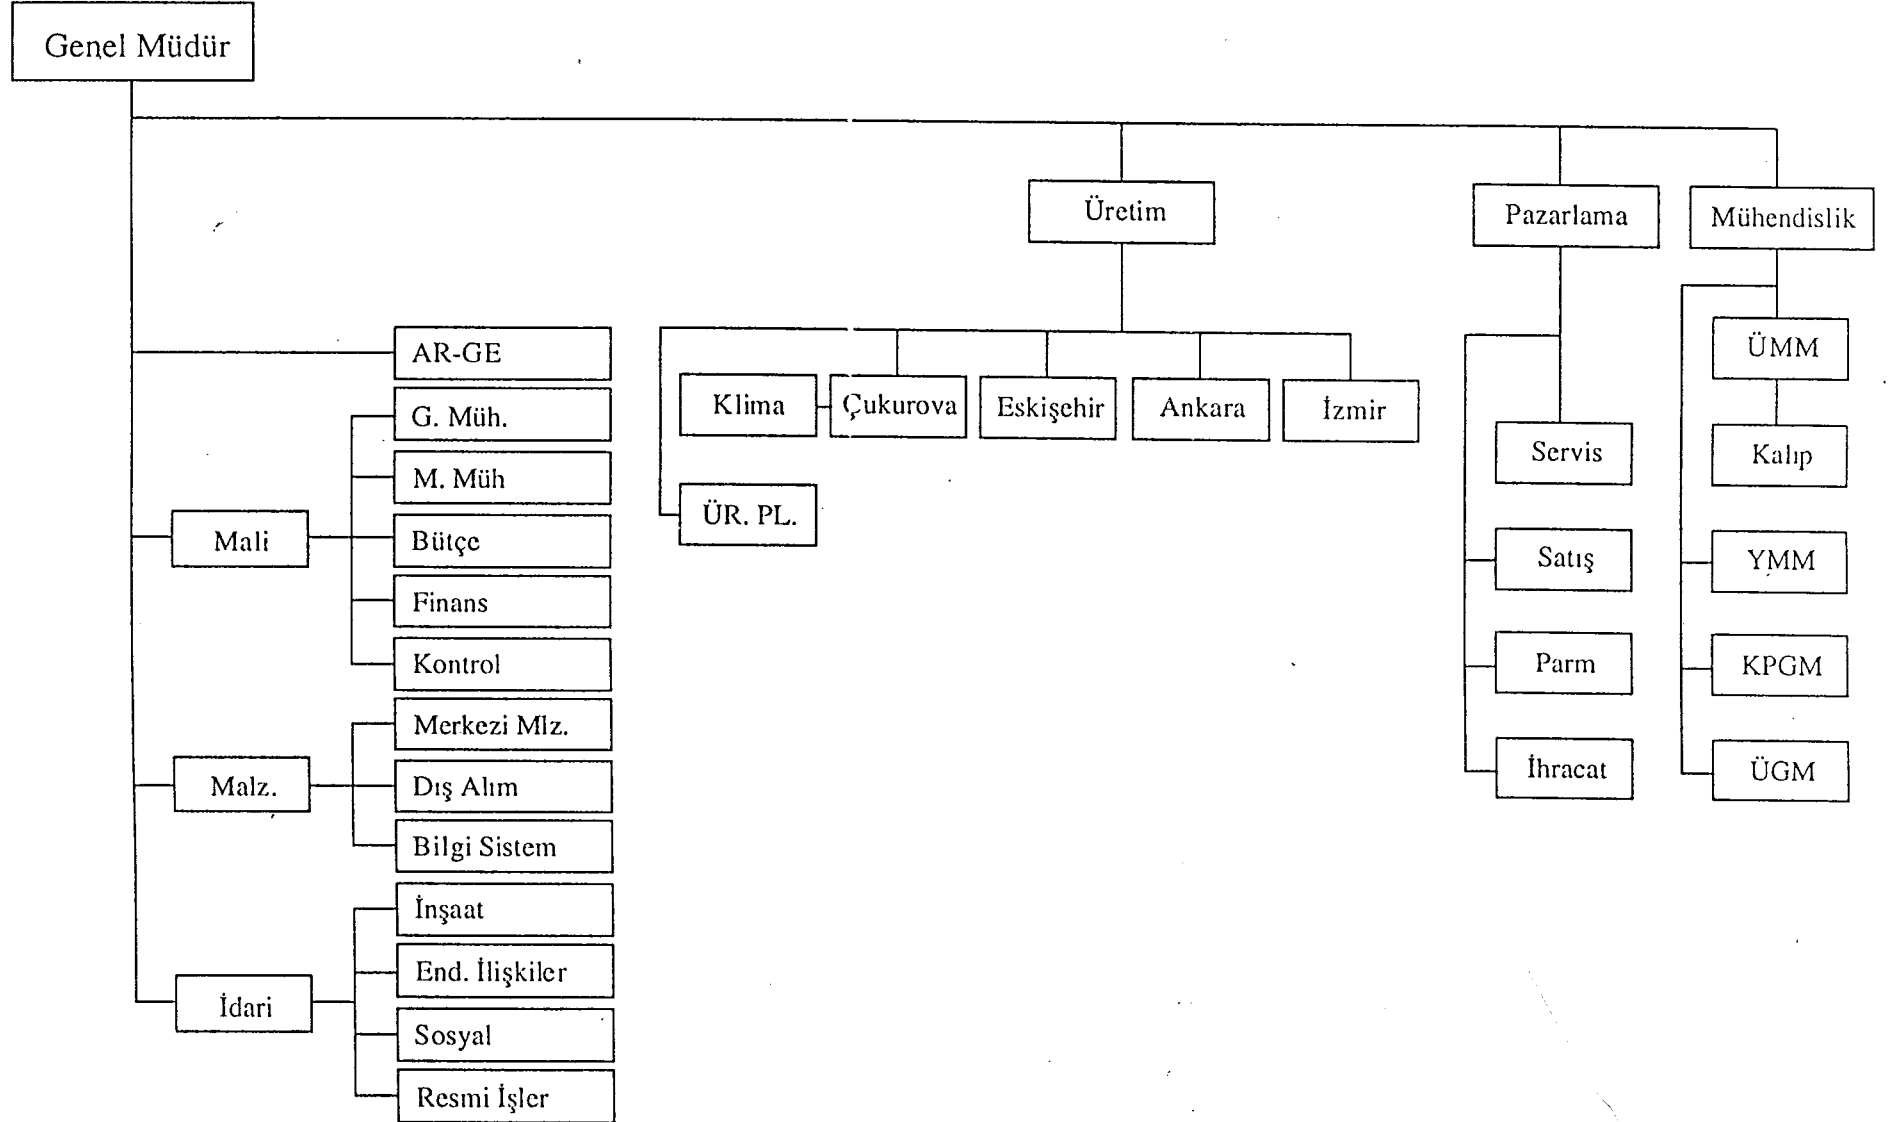 Genel Müdür
Üretim
Pazarlama
Mühendislik
AR-GE
G. Müh.
M. Müh
Mali
Bütçe
Finans
Kontrol
Merkezi Mlz.
Malz.
Dış Alım
Bilgi Sistem
İnşaat
End. İlişkiler
İdari
Sosyal
Resmi İşler
Klima
Çukurova
Eskişehir
Ankara
İzmir
ÜR. PL.
Servis
Satış
Parm
İhracat
ÜMM
Kalıp
YMM
KPGM
ÜGM